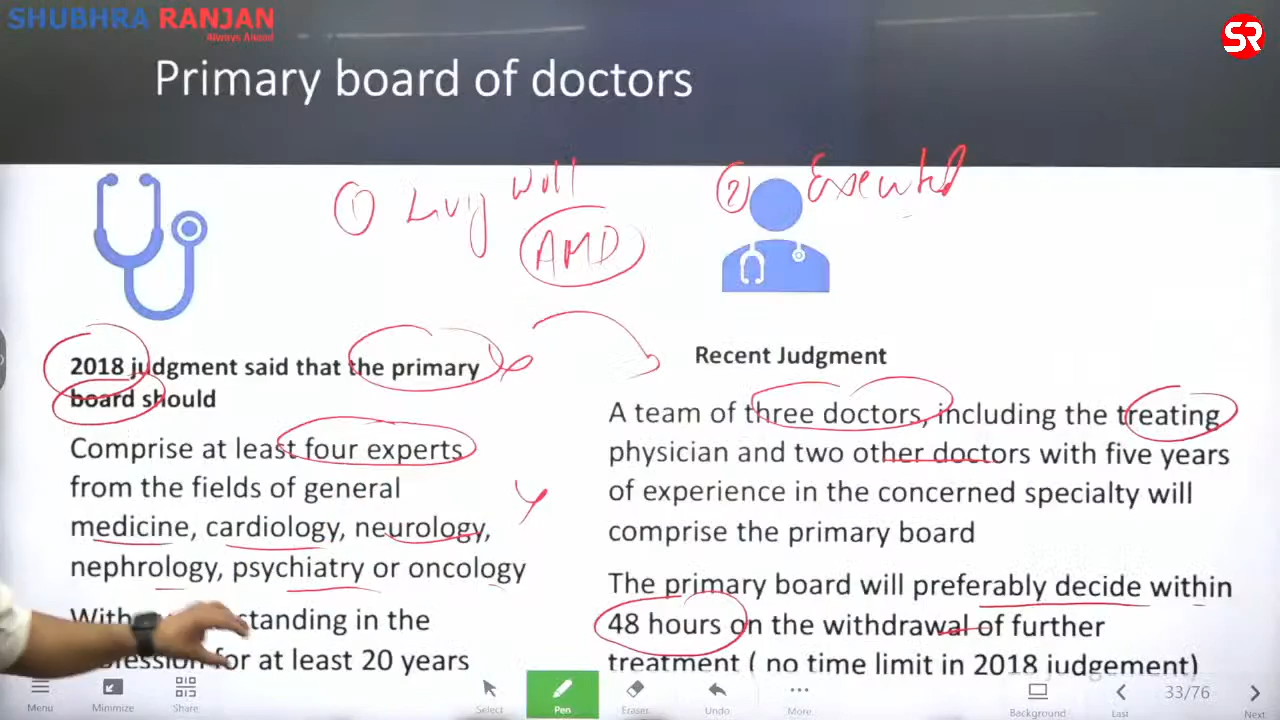 SHUBHRA RANJAN
Always Ahead
SR
Primary board of doctors
① Living Will
AMD
② Executed
2018 judgment said that the primary
board should
Comprise at least four experts
from the fields of general
medicine, cardiology, neurology,
nephrology, psychiatry or oncology
With standing in the
for at least 20 years
Recent Judgment
A team of three doctors, including the treating
physician and two other doctors with five years
of experience in the concerned specialty will
comprise the primary board
The primary board will preferably decide within
48 hours on the withdrawal of further
treatment ( no time limit in 2018 judgement)
Menu
Minimize
Share
Select
Pen
Eraser
Undo
More
Background
Last
33/76
Next